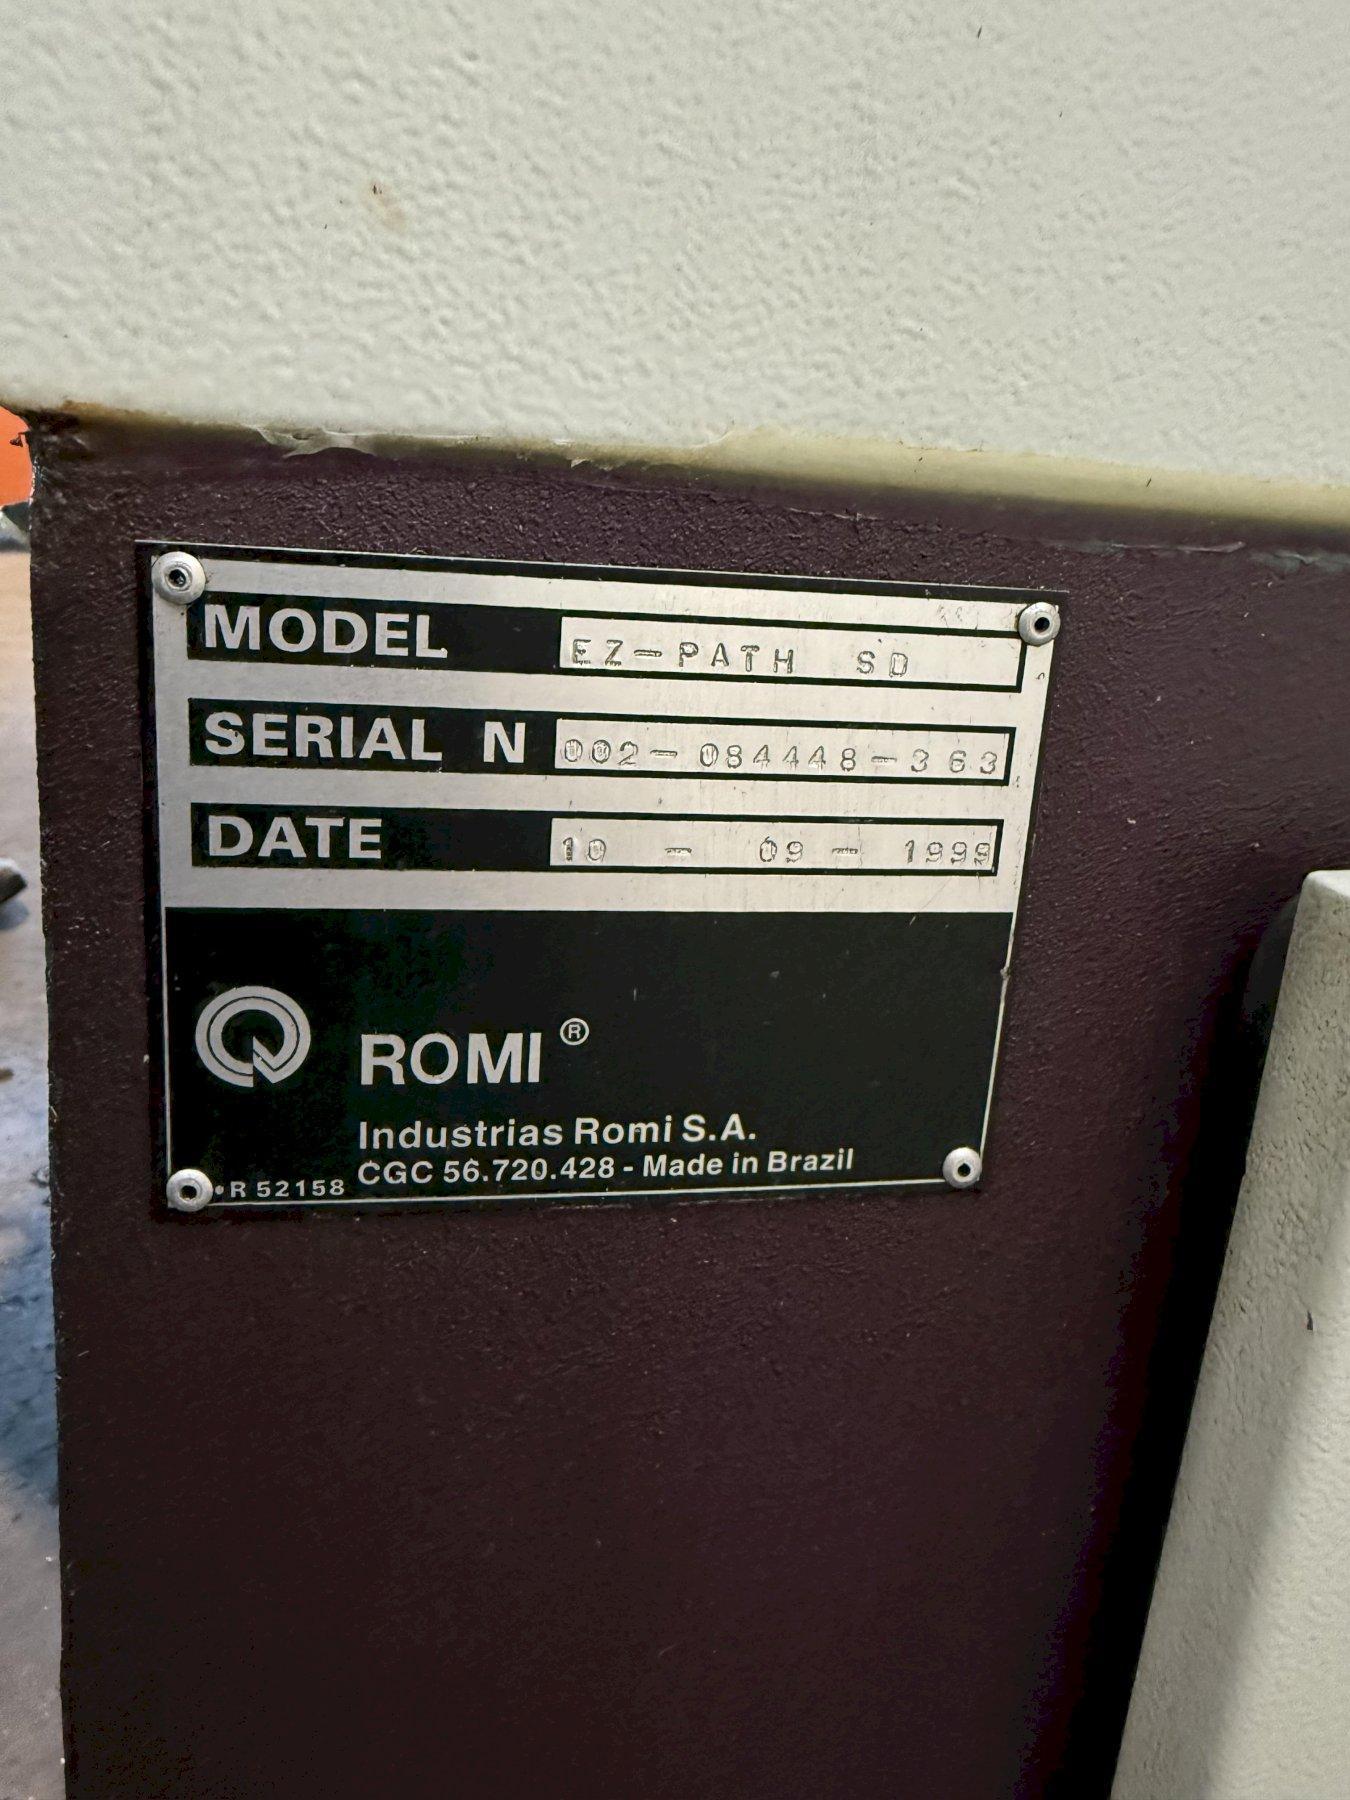 MODEL EZ-PATH SD
SERIAL N 002-084448-363
DATE 10 - 09 - 1999
ROMI ®
Industrias Romi S.A.
CGC 56.720.428 - Made in Brazil
R 52158